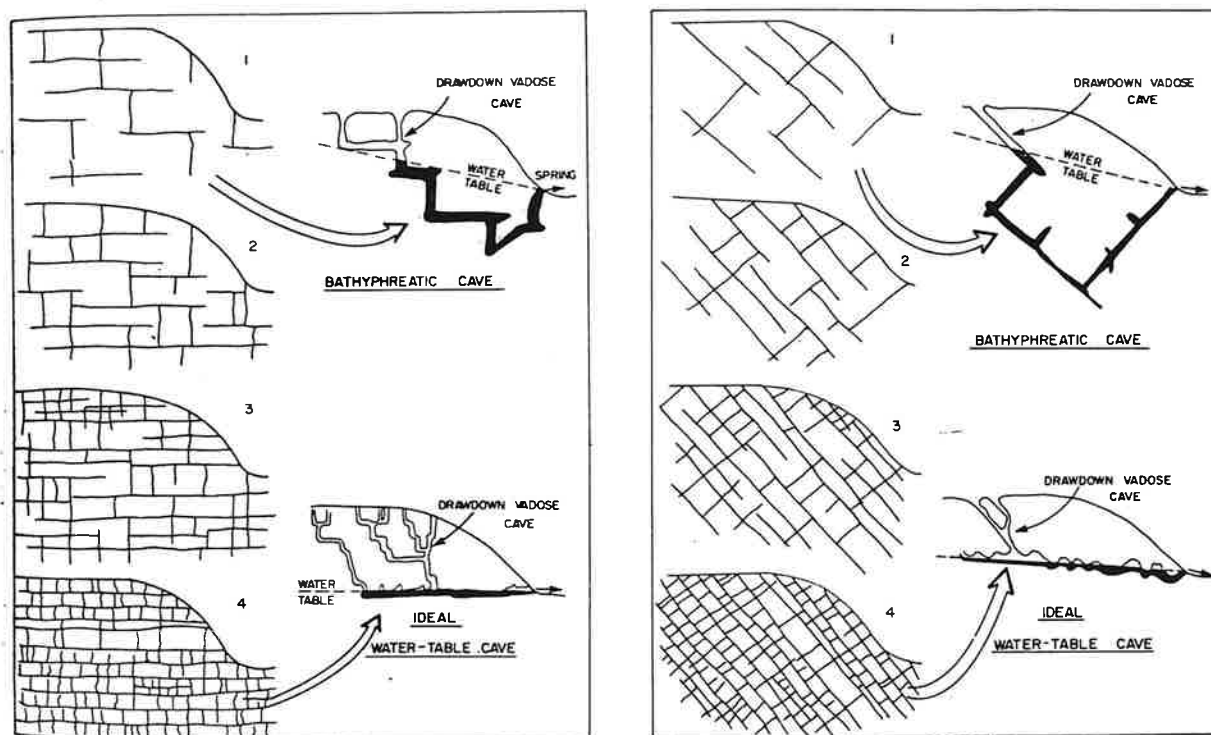 1
DRAWDOWN VADOSE
CAVE
WATER
TABLE
SPRING
2
BATHYPHREATIC CAVE
3
DRAWDOWN VADOSE
CAVE
WATER
TABLE
4
IDEAL
WATER-TABLE CAVE
1
DRAWDOWN VADOSE
CAVE
WATER
TABLE
2
BATHYPHREATIC CAVE
3
DRAWDOWN VADOSE
CAVE
4
IDEAL
WATER-TABLE CAVE